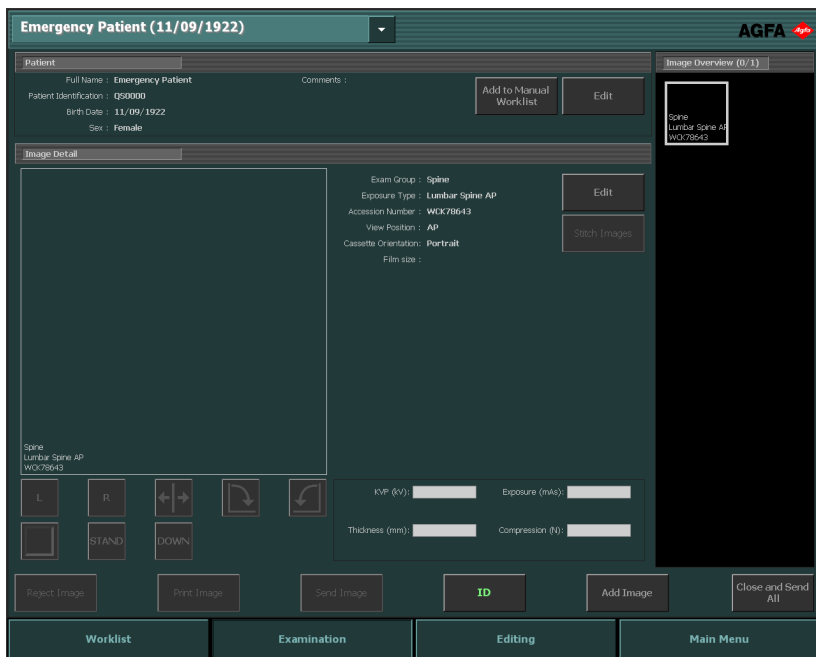 Emergency Patient (11/09/1922)
AGFA
Agfa
Patient
Full Name : Emergency Patient
Comments :
Patient Identification : QS0000
Birth Date : 11/09/1922
Sex : Female
Add to Manual Worklist
Edit
Image Overview (0/1)
Spine
Lumbar Spine AP
WCK78643
Image Detail
Exam Group : Spine
Exposure Type : Lumbar Spine AP
Accession Number : WCK78643
View Position : AP
Cassette Orientation: Portrait
Film size :
Edit
Stitch Images
Spine
Lumbar Spine AP
WCK78643
L
R
STAND
DOWN
KVP (kV):
Exposure (mAs):
Thickness (mm):
Compression (N):
Reject Image
Print Image
Send Image
ID
Add Image
Close and Send All
Worklist
Examination
Editing
Main Menu